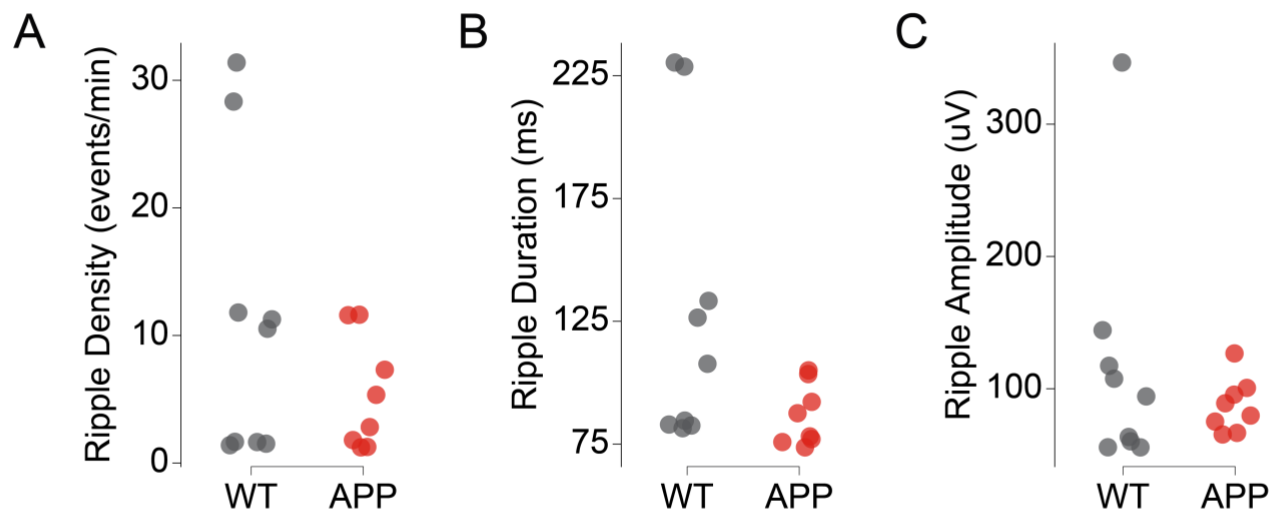 A
Ripple Density (events/min)
30
20
10
0
WT APP
B
Ripple Duration (ms)
225
175
125
75
WT APP
C
Ripple Amplitude (uV)
300
200
100
WT APP